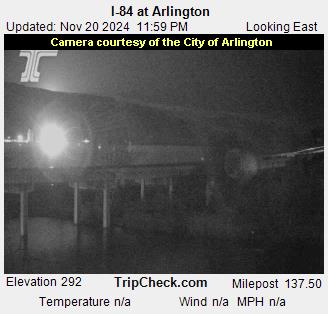 I-84 at Arlington
Updated: Nov 20 2024 11:59 PM Looking East
Camera courtesy of the City of Arlington
Elevation 292 TripCheck.com Milepost 137.50
Temperature n/a Wind n/a MPH n/a